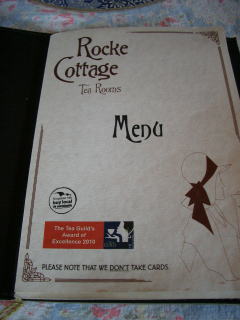 Rocke
Cottage
Tea Rooms
Menu
The Tea Guild's
Award of
Excellence 2010
PLEASE NOTE THAT WE DON'T TAKE CARDS